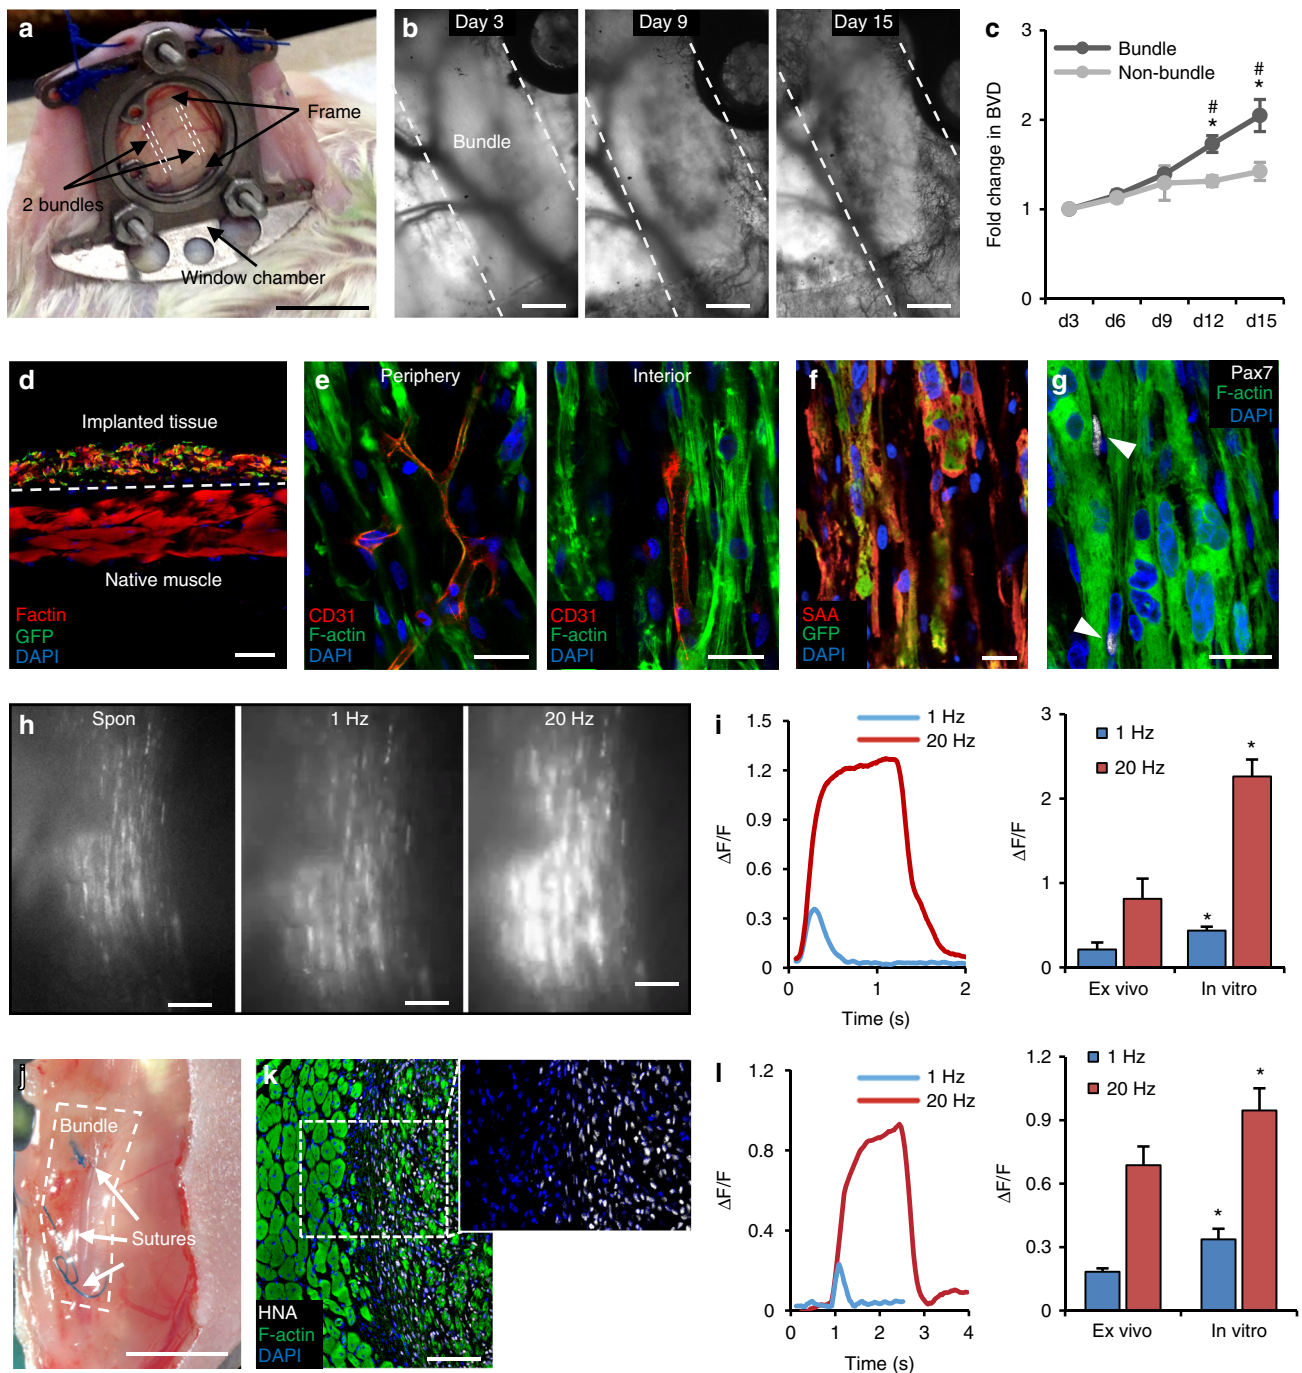 a
Frame
2 bundles
Window chamber
b
Day 3
Day 9
Day 15
Bundle
c
Bundle
Non-bundle
Fold change in BVD
3
2
1
0
#
*
#
*
d3
d6
d9
d12
d15
d
Implanted tissue
Native muscle
Factin
GFP
DAPI
e
Periphery
CD31
F-actin
DAPI
Interior
CD31
F-actin
DAPI
f
SAA
GFP
DAPI
g
Pax7
F-actin
DAPI
h
Spon
1 Hz
20 Hz
i
1 Hz
20 Hz
ΔF/F
1.5
1.2
0.9
0.6
0.3
0
0
1
2
Time (s)
1 Hz
20 Hz
ΔF/F
3
2
1
0
*
*
Ex vivo
In vitro
j
Bundle
Sutures
k
HNA
F-actin
DAPI
l
1 Hz
20 Hz
ΔF/F
1.2
0.8
0.4
0
0
1
2
3
4
Time (s)
1 Hz
20 Hz
ΔF/F
1.2
0.9
0.6
0.3
0
*
*
Ex vivo
In vitro